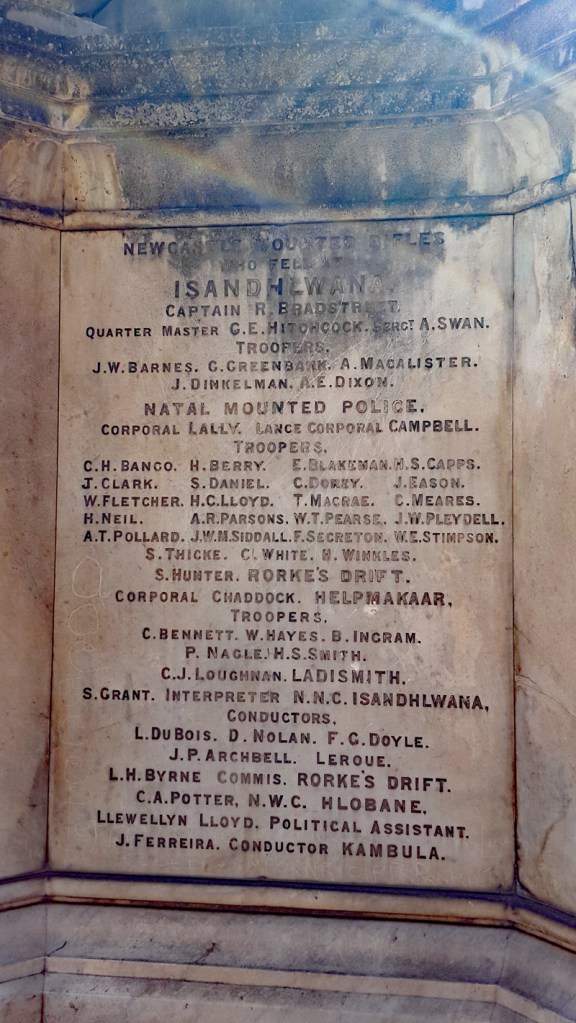 NEWCASTLE MOUNTED RIFLES
WHO FELL AT
ISANDHLWANA.
CAPTAIN R. BRADSTREET.
QUARTER MASTER G.E. HITCHCOCK. SERGT A. SWAN.
TROOPERS.
J.W. BARNES. C. GREENBANK. A. MACALISTER.
J. DINKELMAN. A.E. DIXON.
NATAL MOUNTED POLICE.
CORPORAL LALLY. LANCE CORPORAL CAMPBELL.
TROOPERS.
C.H. BANGO. H. BERRY. E. BLAKEMAN. H.S. CAPPS.
J. CLARK. S. DANIEL. C. DOREY. J. EASON.
W. FLETCHER. H.C. LLOYD. T. MACRAE. C. MEARES.
H. NEIL. A.R. PARSONS. W.T. PEARSE. J.W. PLEYDELL.
A.T. POLLARD. J.W.M. SIDDALL. F. SECRETON. W.E. STIMPSON.
S. THICKE. C. WHITE. H. WINKLES.
S. HUNTER. RORKE'S DRIFT.
CORPORAL CHADDOCK. HELPMAKAAR,
TROOPERS.
C. BENNETT. W. HAYES. B. INGRAM.
P. NAGLE. H.S. SMITH.
C.J. LOUGHNAN. LADISMITH.
S. GRANT. INTERPRETER N.N.C. ISANDHLWANA,
CONDUCTORS,
L. DUBOIS. D. NOLAN. F.G. DOYLE.
J.P. ARCHBELL. LEROUE.
L.H. BYRNE COMMIS. RORKE'S DRIFT.
C.A. POTTER, N.W.C. HLOBANE,
LLEWELLYN LLOYD. POLITICAL ASSISTANT.
J. FERREIRA. CONDUCTOR KAMBULA.